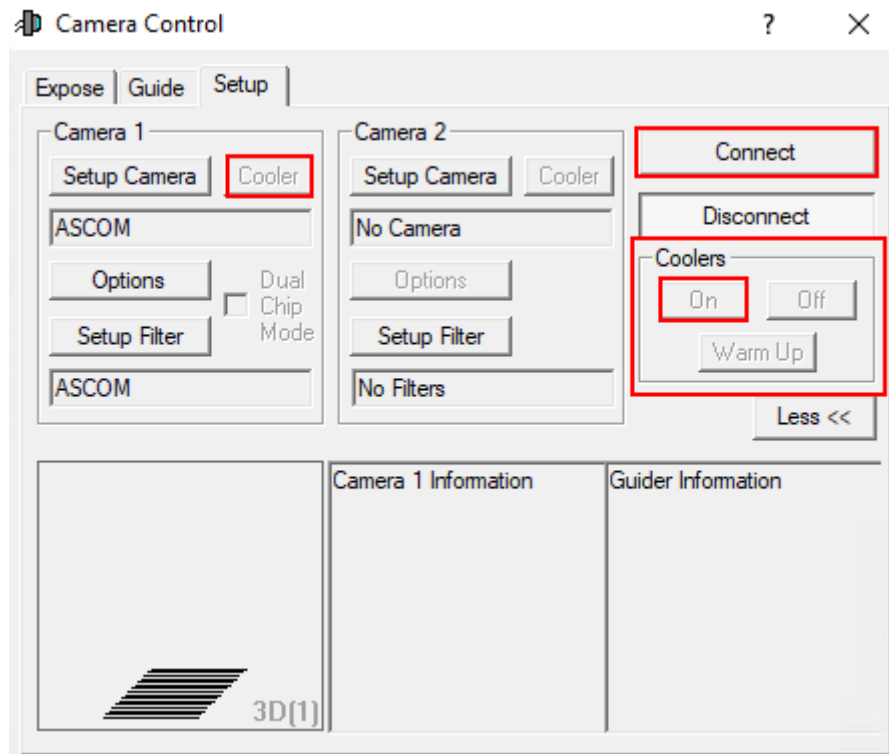 Camera Control
?
Expose
Guide
Setup
Camera 1
Setup Camera
Cooler
ASCOM
Options
Dual
Chip
Mode
Setup Filter
ASCOM
Camera 2
Setup Camera
Cooler
No Camera
Options
Setup Filter
No Filters
Connect
Disconnect
Coolers
On
Off
Warm Up
Less <<
3D(1)
Camera 1 Information
Guider Information